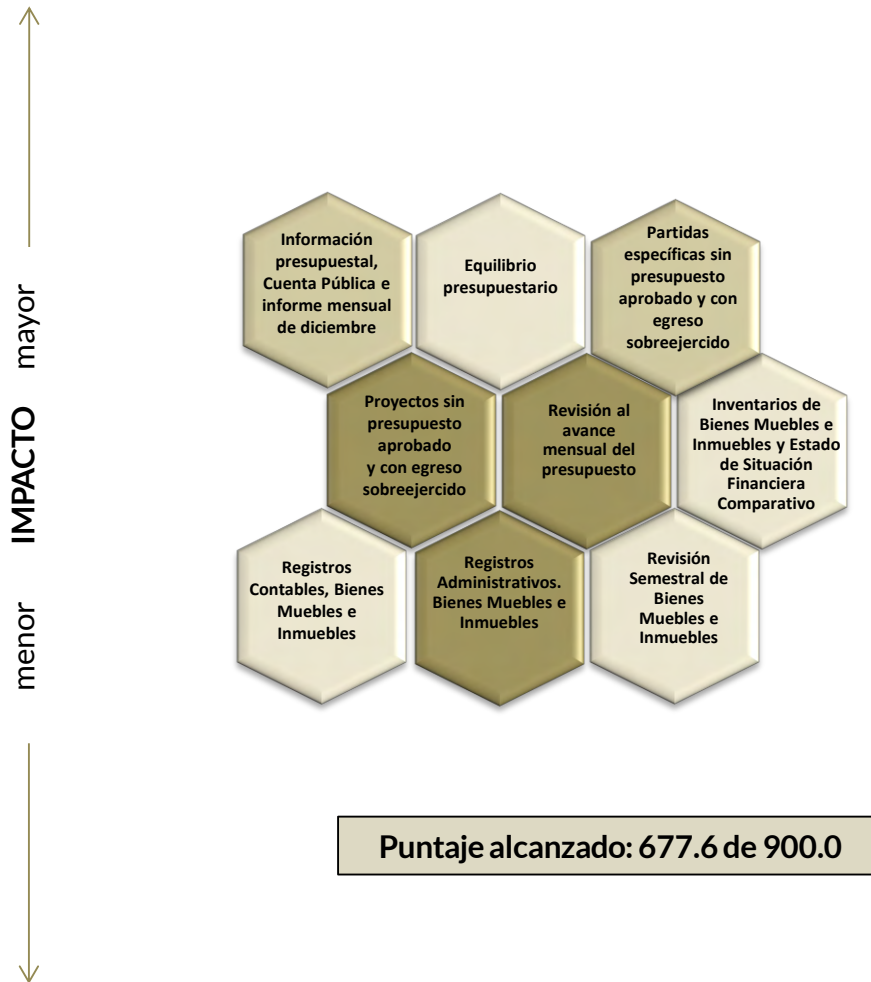 mayor
IMPACTO
menor
Información
presupuestal,
Cuenta Pública e
informe mensual
de diciembre
Equilibrio
presupuestario
Partidas
específicas sin
presupuesto
aprobado y con
egreso
sobreejercido
Proyectos sin
presupuesto
aprobado
y con egreso
sobreejercido
Revisión al
avance
mensual del
presupuesto
Inventarios de
Bienes Muebles e
Inmuebles y Estado
de Situación
Financiera
Comparativo
Registros
Contables, Bienes
Muebles e
Inmuebles
Registros
Administrativos.
Bienes Muebles e
Inmuebles
Revisión
Semestral de
Bienes
Muebles e
Inmuebles
Puntaje alcanzado: 677.6 de 900.0